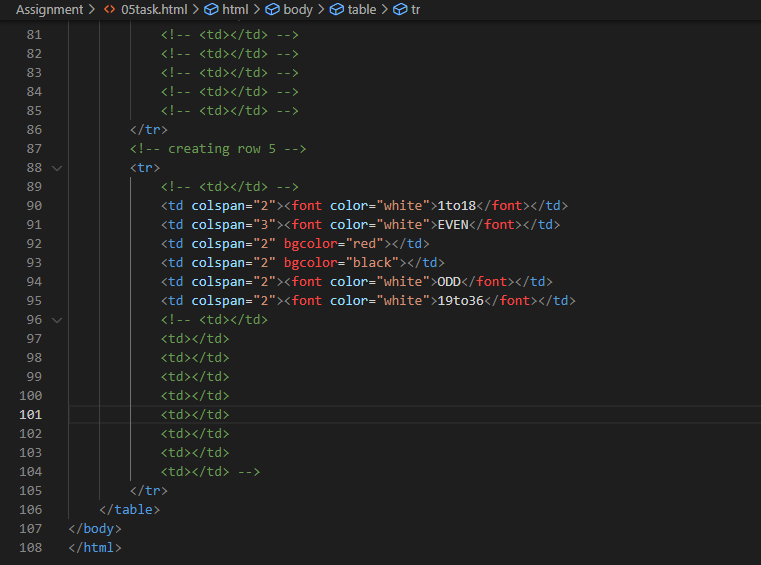 Assignment > <> 05task.html > html > body > table > tr
81 <!-- <td></td> -->
82 <!-- <td></td> -->
83 <!-- <td></td> -->
84 <!-- <td></td> -->
85 <!-- <td></td> -->
86 </tr>
87 <!-- creating row 5 -->
88 <tr>
89 <!-- <td></td> -->
90 <td colspan="2"><font color="white">1to18</font></td>
91 <td colspan="3"><font color="white">EVEN</font></td>
92 <td colspan="2" bgcolor="red"></td>
93 <td colspan="2" bgcolor="black"></td>
94 <td colspan="2"><font color="white">ODD</font></td>
95 <td colspan="2"><font color="white">19to36</font></td>
96 <!-- <td></td>
97 <td></td>
98 <td></td>
99 <td></td>
100 <td></td>
101 <td></td>
102 <td></td>
103 <td></td>
104 <td></td> -->
105 </tr>
106 </table>
107 </body>
108 </html>